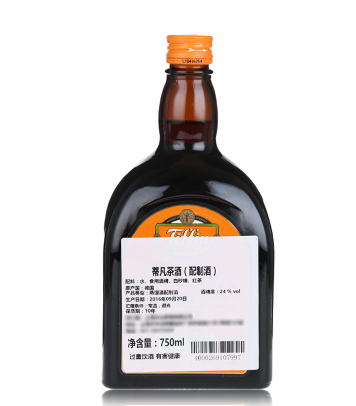 Tiffin
蒂凡茶酒（配制酒）
配料：水、食用酒精、白砂糖、红茶
原产国：德国 酒精度：24 % vol
生产日期：2016年09月20日
贮藏条件：常温，避光
保质期：10年
净含量：750ml
过量饮酒 有害健康
4000269107997